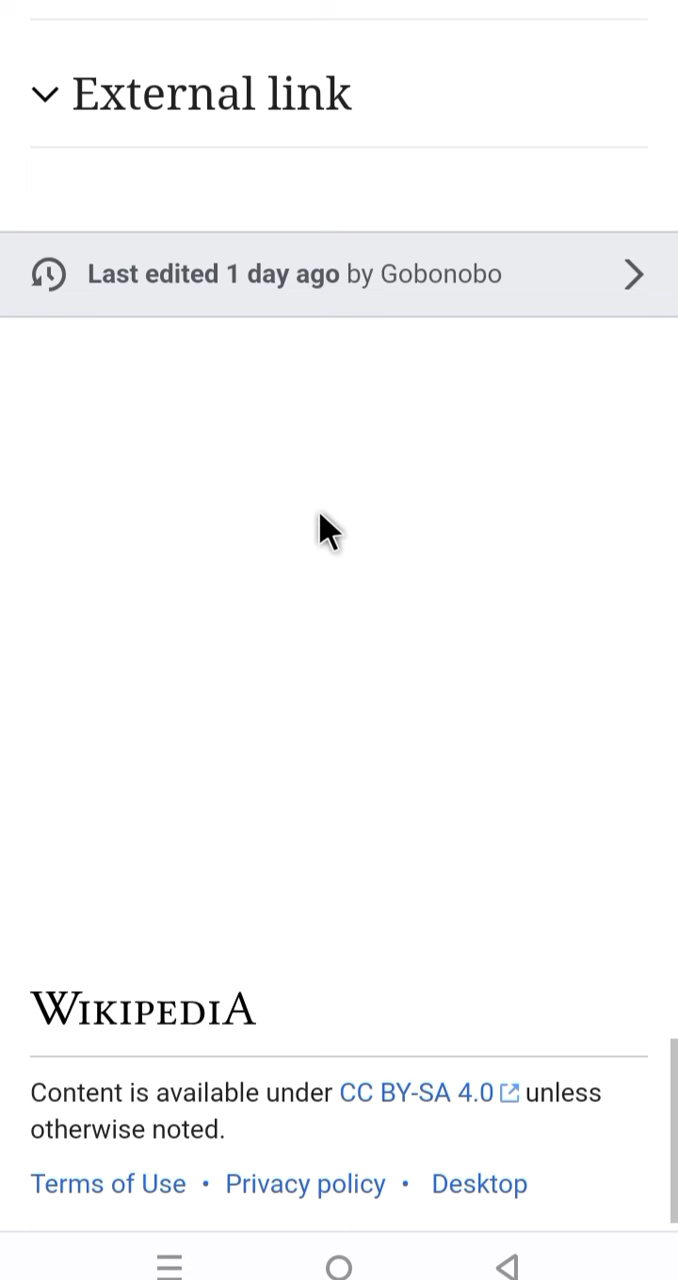 External link
Last edited 1 day ago by Gobonobo
WIKIPEDIA
Content is available under CC BY-SA 4.0 unless
otherwise noted.
Terms of Use • Privacy policy • Desktop